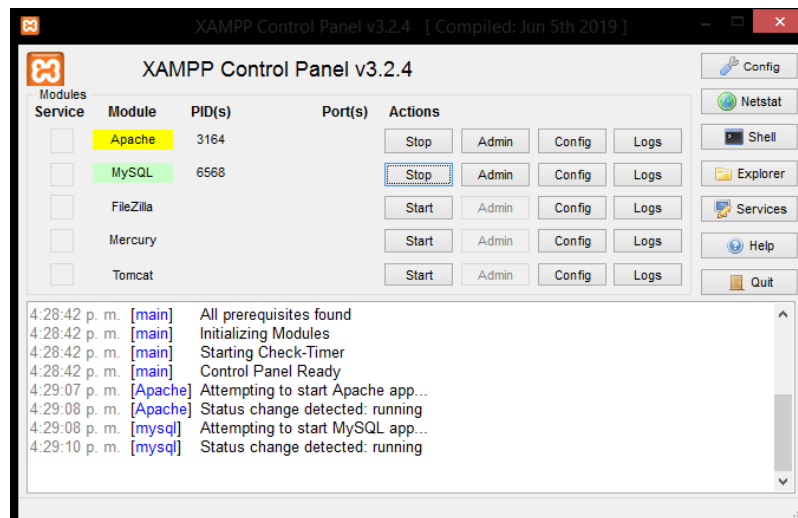 XAMPP Control Panel v3.2.4 [ Compiled: Jun 5th 2019 ]
XAMPP Control Panel v3.2.4
Config
Modules
Service Module PID(s) Port(s) Actions
Netstat
Apache 3164 Stop Admin Config Logs
Shell
MySQL 6568 Stop Admin Config Logs
Explorer
FileZilla Start Admin Config Logs
Services
Mercury Start Admin Config Logs
Help
Tomcat Start Admin Config Logs
Quit
4:28:42 p. m. [main] All prerequisites found
4:28:42 p. m. [main] Initializing Modules
4:28:42 p. m. [main] Starting Check-Timer
4:28:42 p. m. [main] Control Panel Ready
4:29:07 p. m. [Apache] Attempting to start Apache app...
4:29:08 p. m. [Apache] Status change detected: running
4:29:08 p. m. [mysql] Attempting to start MySQL app...
4:29:10 p. m. [mysql] Status change detected: running